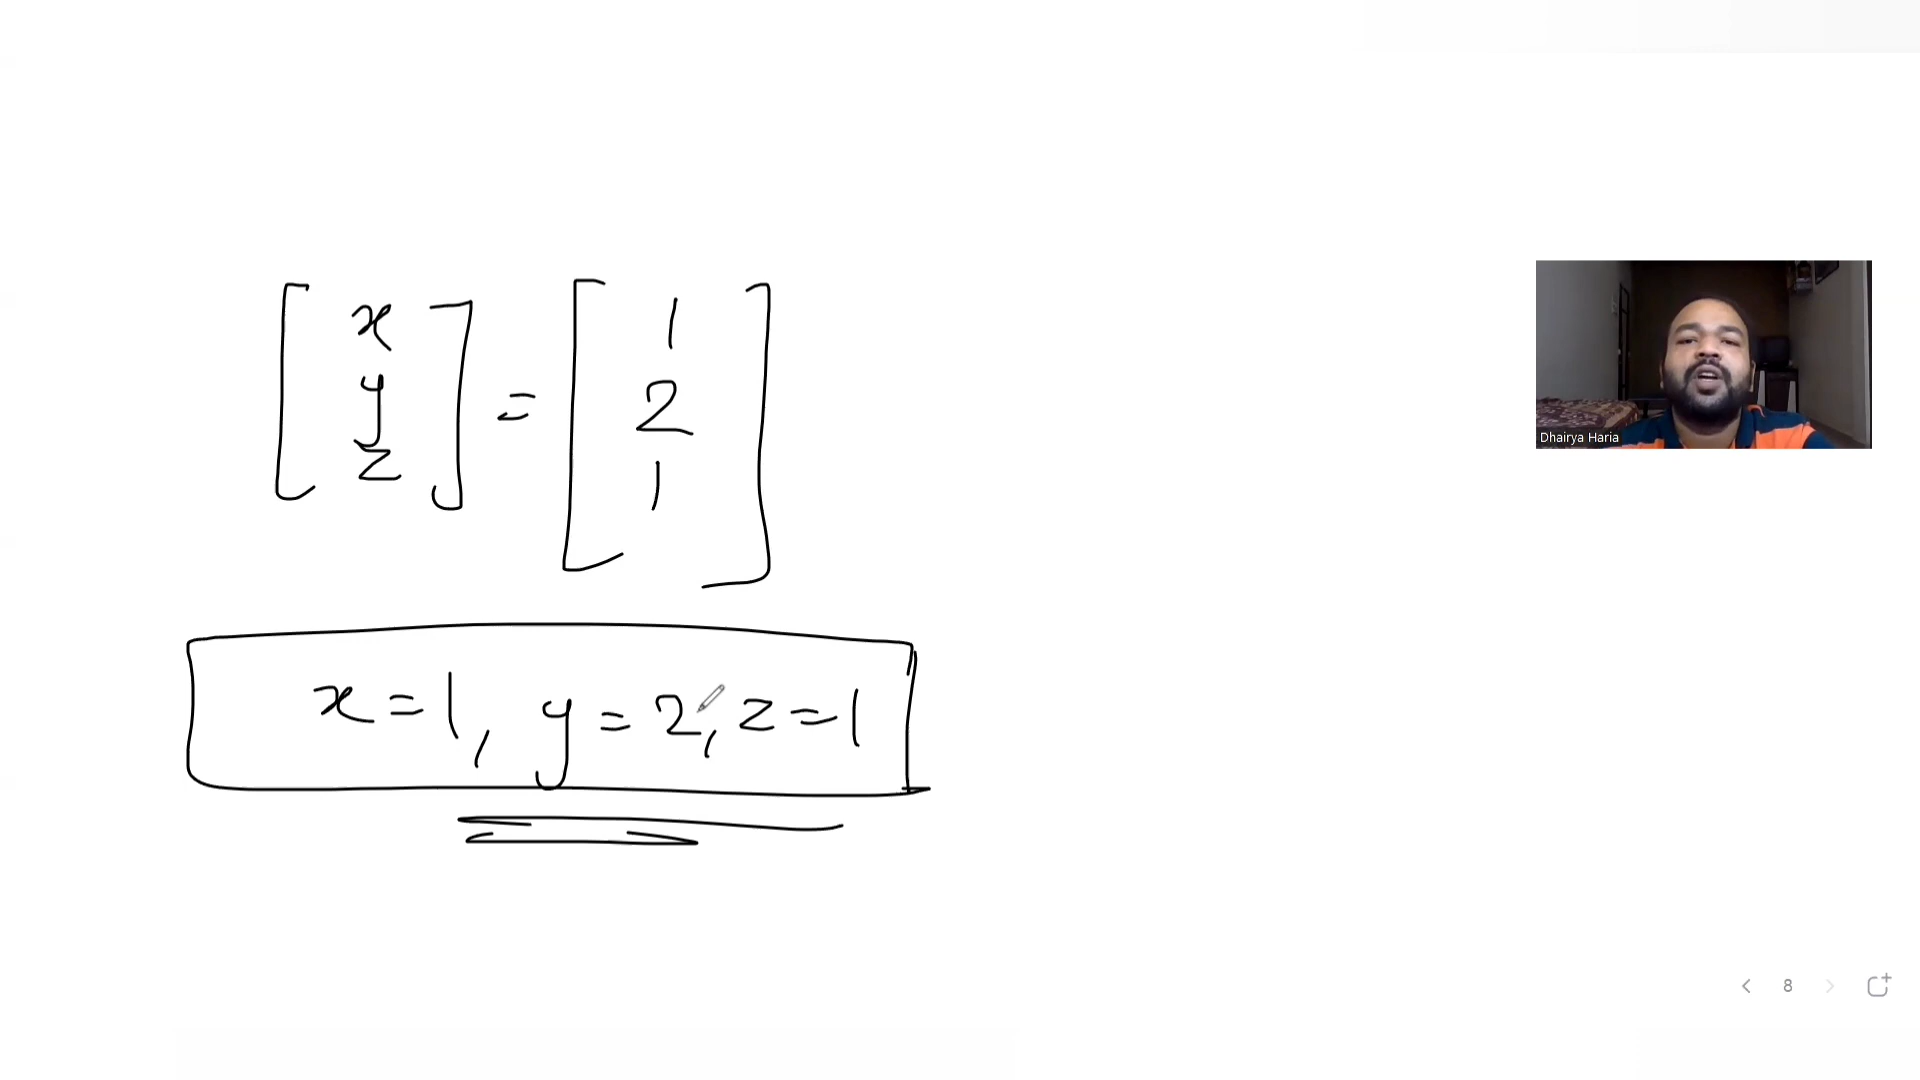 [ x ] = [ 1 ]
[ y ] [ 2 ]
[ z ] [ 1 ]
x = 1, y = 2, z = 1
Dhairya Haria
8